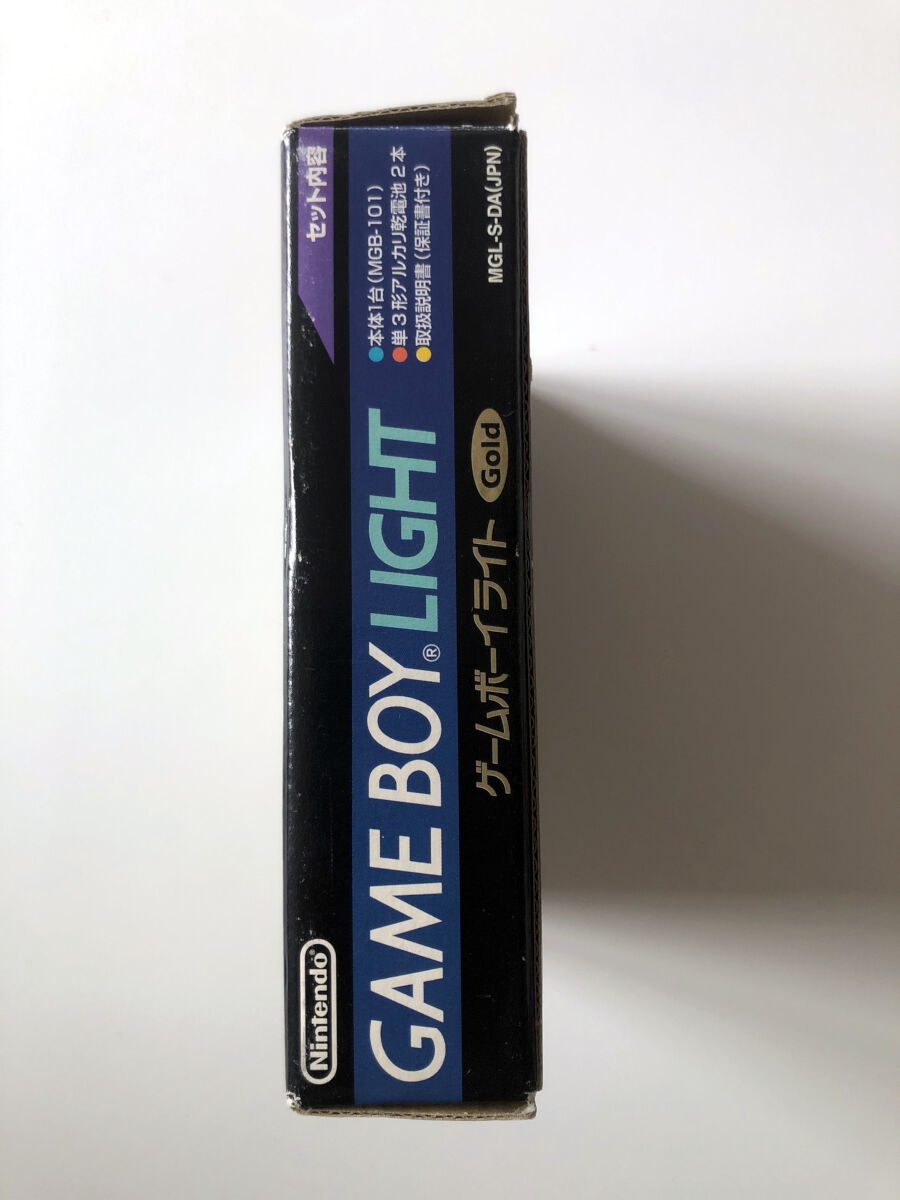 Nintendo®
GAME BOY® LIGHT
ゲームボーイライト Gold
セット内容
●本体1台(MGB-101)
●単3形アルカリ乾電池 2本
●取扱説明書(保証書付き)
MGL-S-DA(JPN)